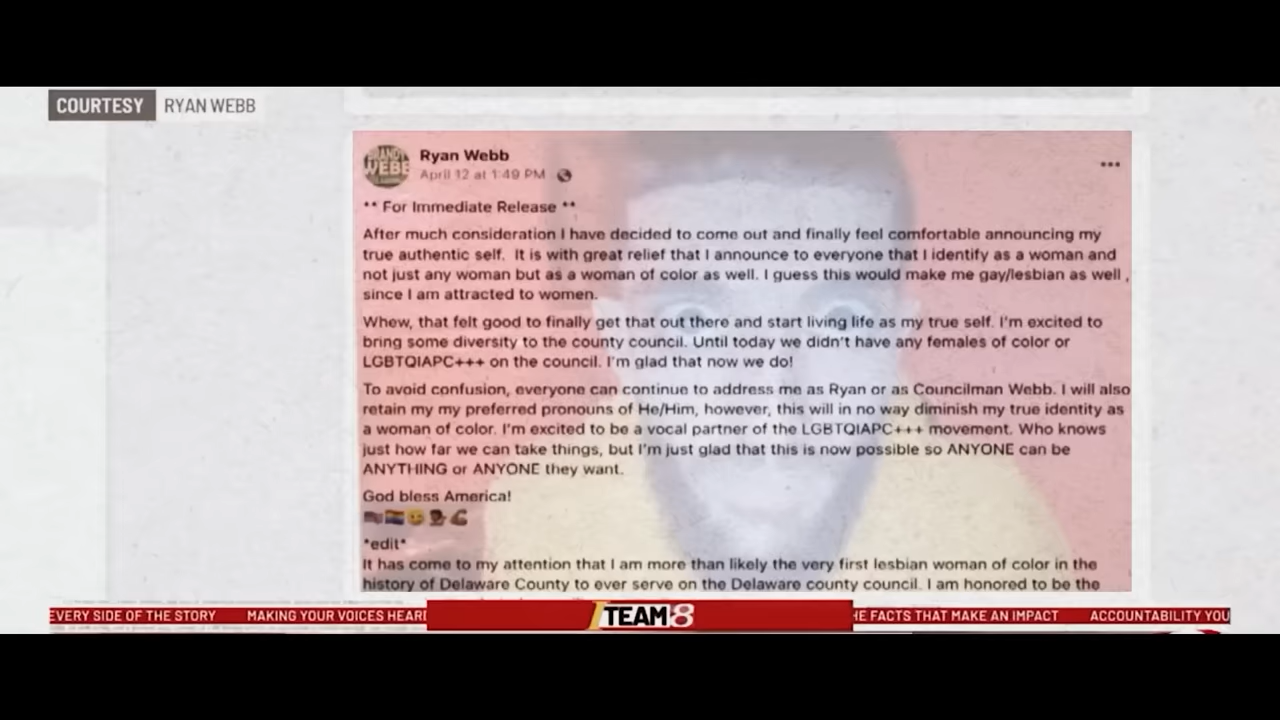 COURTESY RYAN WEBB
Ryan Webb
April 12 at 1:49 PM
** For Immediate Release **
After much consideration I have decided to come out and finally feel comfortable announcing my
true authentic self. It is with great relief that I announce to everyone that I identify as a woman and
not just any woman but as a woman of color as well. I guess this would make me gay/lesbian as well ,
since I am attracted to women.
Whew, that felt good to finally get that out there and start living life as my true self. I'm excited to
bring some diversity to the county council. Until today we didn't have any females of color or
LGBTQIAPC+++ on the council. I'm glad that now we do!
To avoid confusion, everyone can continue to address me as Ryan or as Councilman Webb. I will also
retain my my preferred pronouns of He/Him, however, this will in no way diminish my true identity as
a woman of color. I'm excited to be a vocal partner of the LGBTQIAPC+++ movement. Who knows
just how far we can take things, but I'm just glad that this is now possible so ANYONE can be
ANYTHING or ANYONE they want.
God bless America!
*edit*
It has come to my attention that I am more than likely the very first lesbian woman of color in the
history of Delaware County to ever serve on the Delaware county council. I am honored to be the
EVERY SIDE OF THE STORY MAKING YOUR VOICES HEAR TEAM 8 HE FACTS THAT MAKE AN IMPACT ACCOUNTABILITY YOU